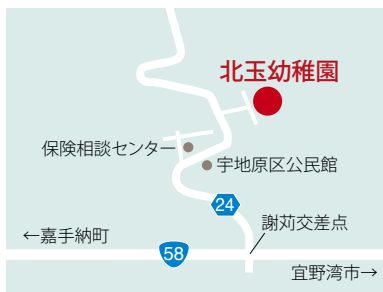 北玉幼稚園
保険相談センター
宇地原区公民館
24
謝苅交差点
←嘉手納町
58
宜野湾市→